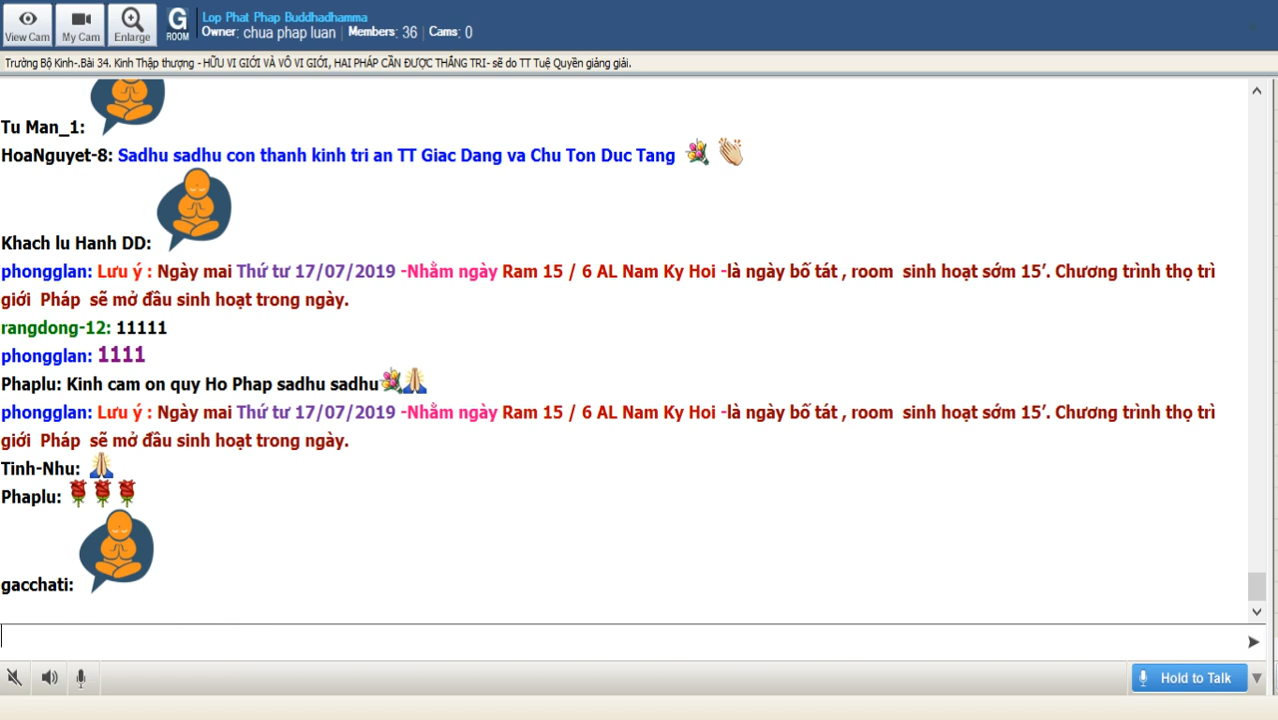 Lop Phat Phap Buddhadhamma
View Cam My Cam Enlarge G ROOM Owner: chua phap luan Members: 36 Cams: 0
Trường Bộ Kinh-.Bài 34. Kinh Thập thượng - HỮU VI GIỚI VÀ VÔ VI GIỚI, HAI PHÁP CẦN ĐƯỢC THẮNG TRI- sẽ do TT Tuệ Quyền giảng giải.
Tu Man_1:
HoaNguyet-8: Sadhu sadhu con thanh kinh tri an TT Giac Dang va Chu Ton Duc Tang
Khach lu Hanh DD:
phongglan: Lưu ý : Ngày mai Thứ tư 17/07/2019 -Nhằm ngày Ram 15 / 6 AL Nam Ky Hoi -là ngày bố tát , room sinh hoạt sớm 15’. Chương trình thọ trì
giới Pháp sẽ mở đầu sinh hoạt trong ngày.
rangdong-12: 11111
phongglan: 1111
Phaplu: Kinh cam on quy Ho Phap sadhu sadhu
phongglan: Lưu ý : Ngày mai Thứ tư 17/07/2019 -Nhằm ngày Ram 15 / 6 AL Nam Ky Hoi -là ngày bố tát , room sinh hoạt sớm 15’. Chương trình thọ trì
giới Pháp sẽ mở đầu sinh hoạt trong ngày.
Tinh-Nhu:
Phaplu:
gacchati:
Hold to Talk